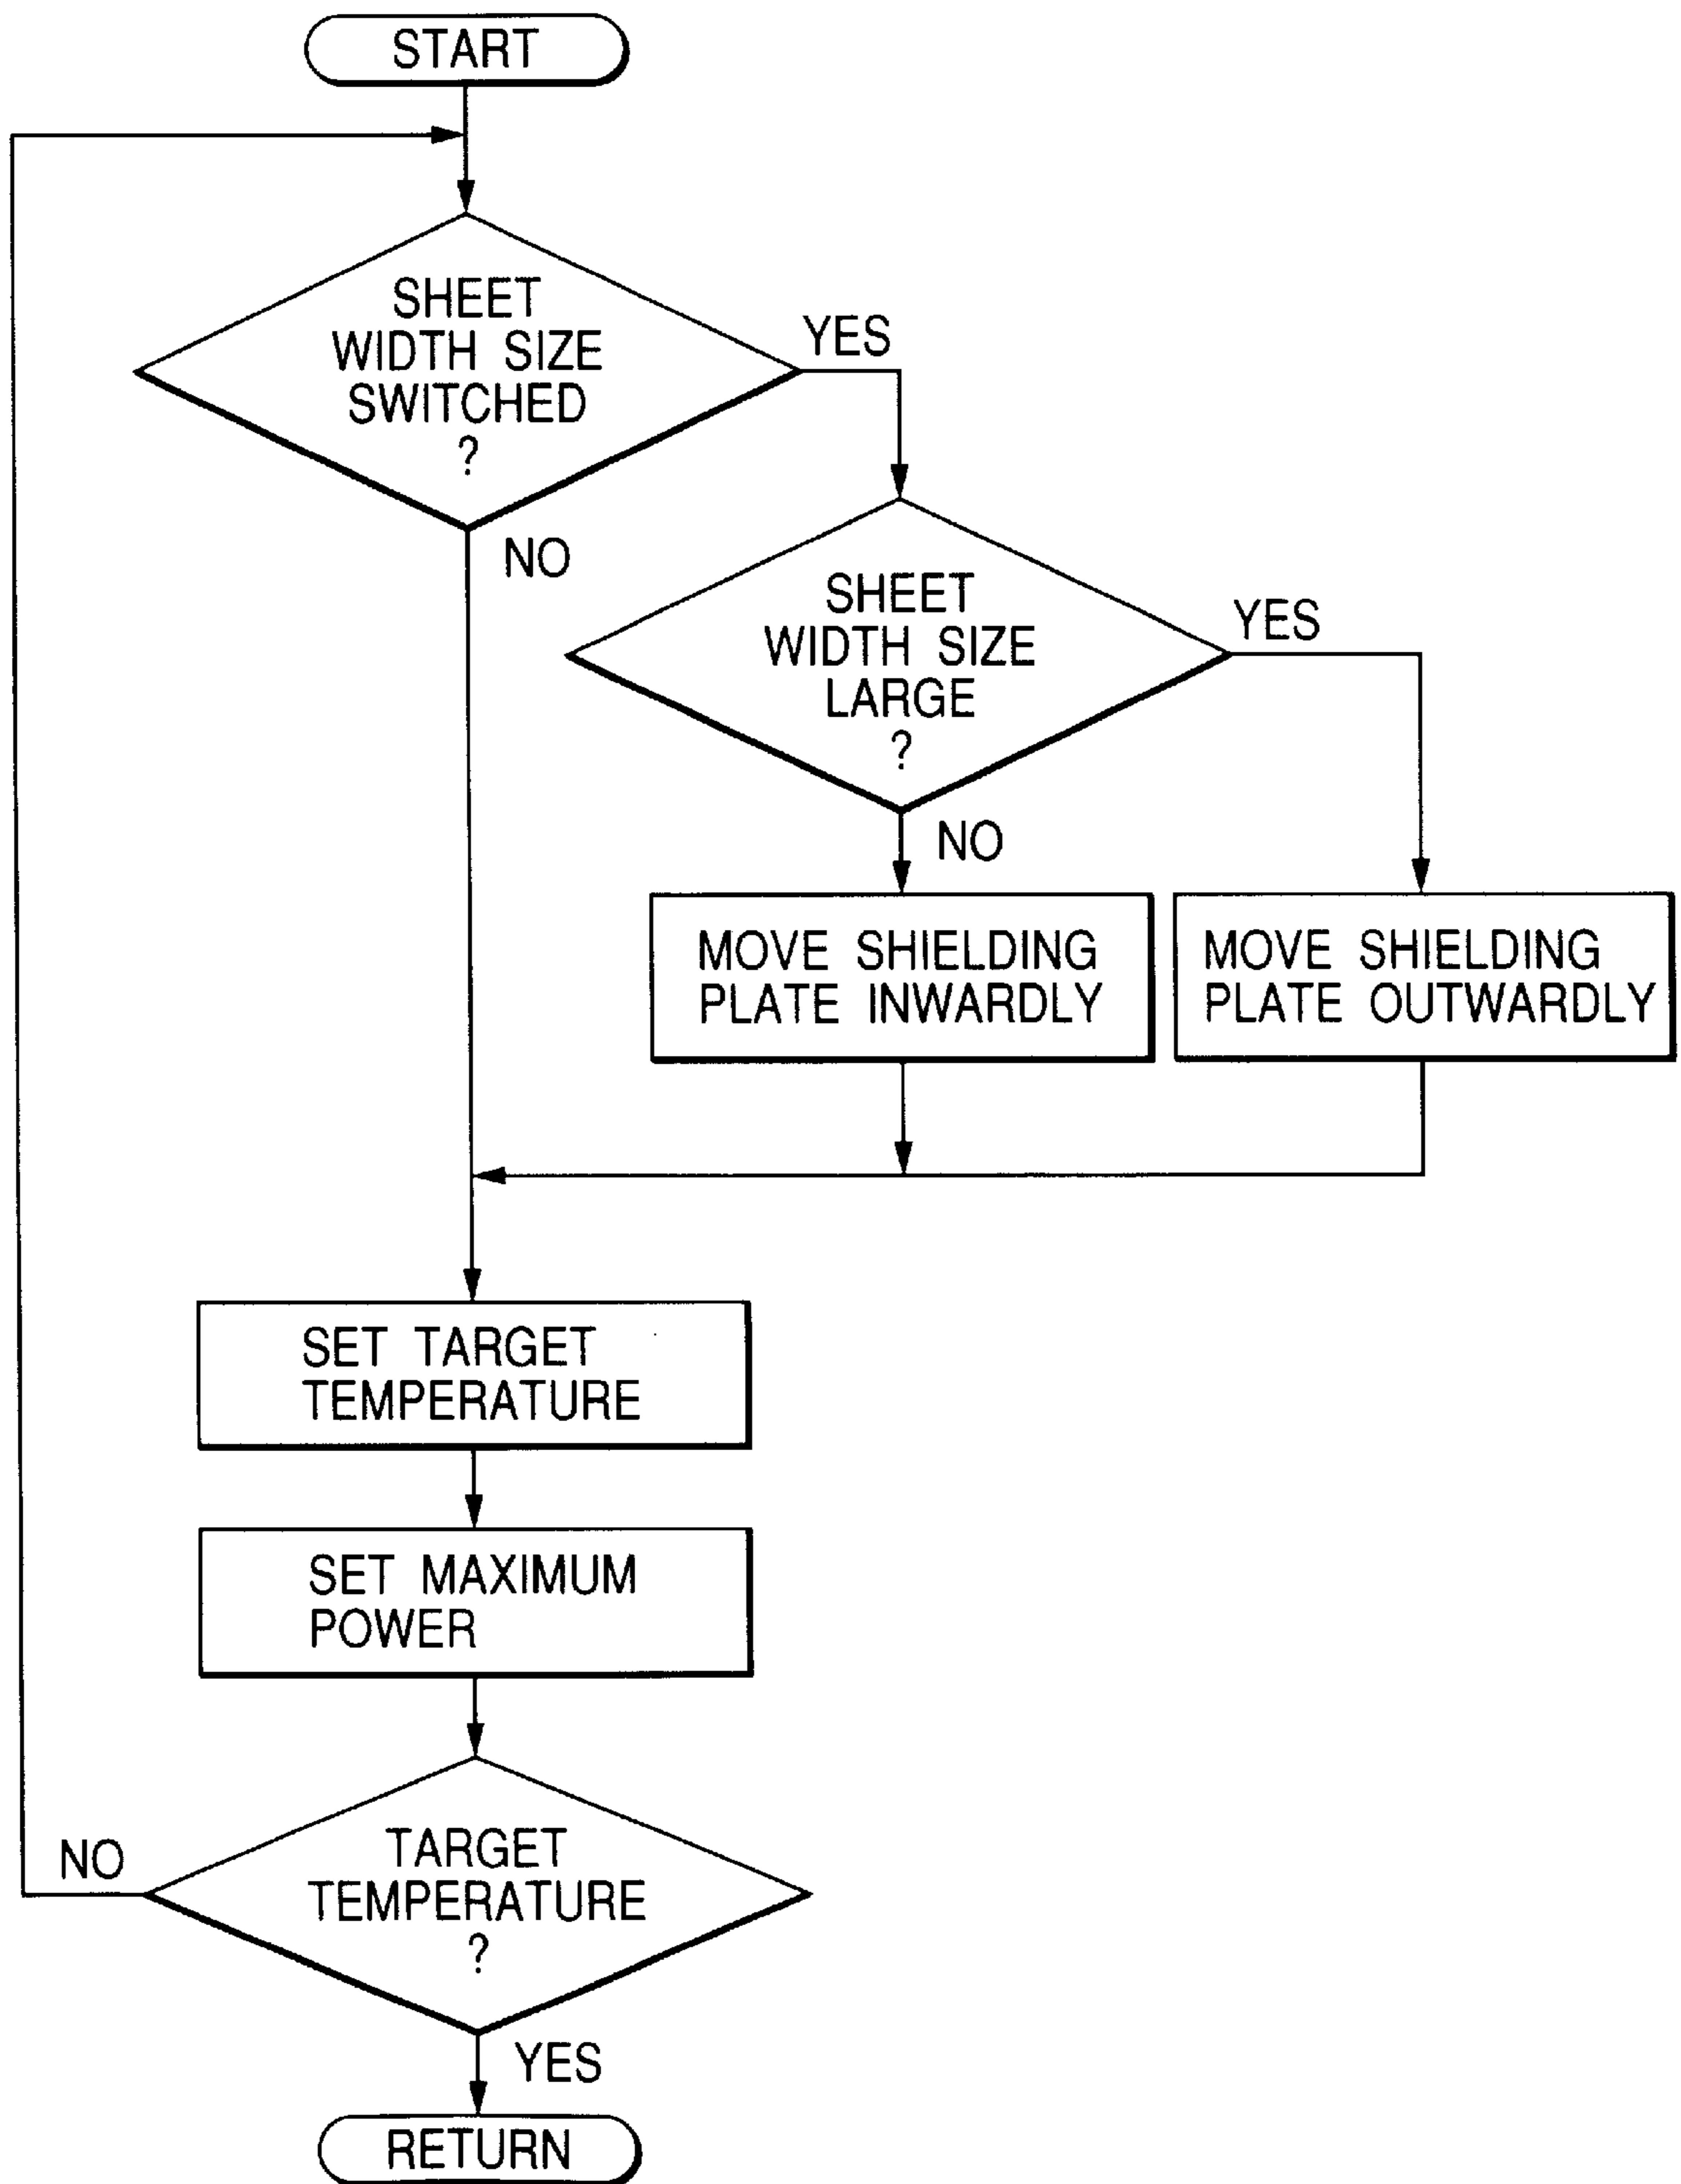 START
SHEET
WIDTH SIZE
SWITCHED
?
YES
NO
SHEET
WIDTH SIZE
LARGE
?
YES
NO
MOVE SHIELDING
PLATE INWARDLY
MOVE SHIELDING
PLATE OUTWARDLY
SET TARGET
TEMPERATURE
SET MAXIMUM
POWER
TARGET
TEMPERATURE
?
NO
YES
RETURN